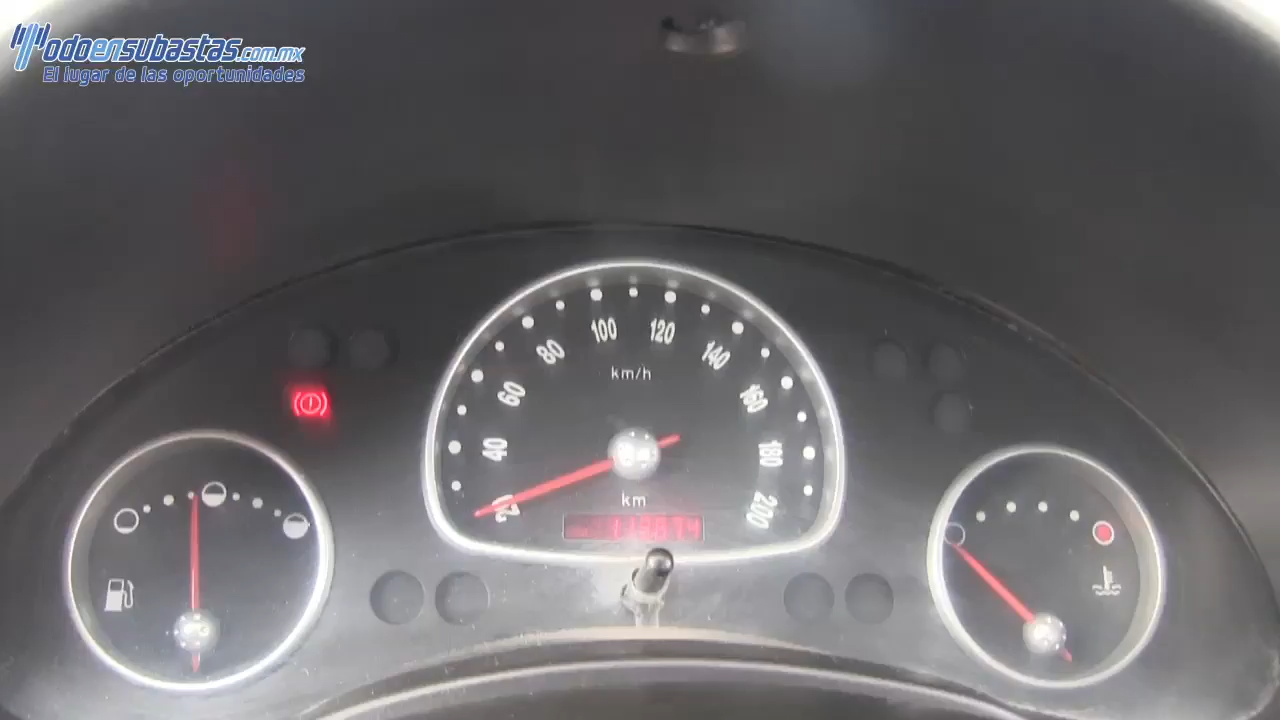 Todoensubastas.com.mx
El lugar de las oportunidades
100 120
80 140
km/h
60 160
40 180
km
20 200